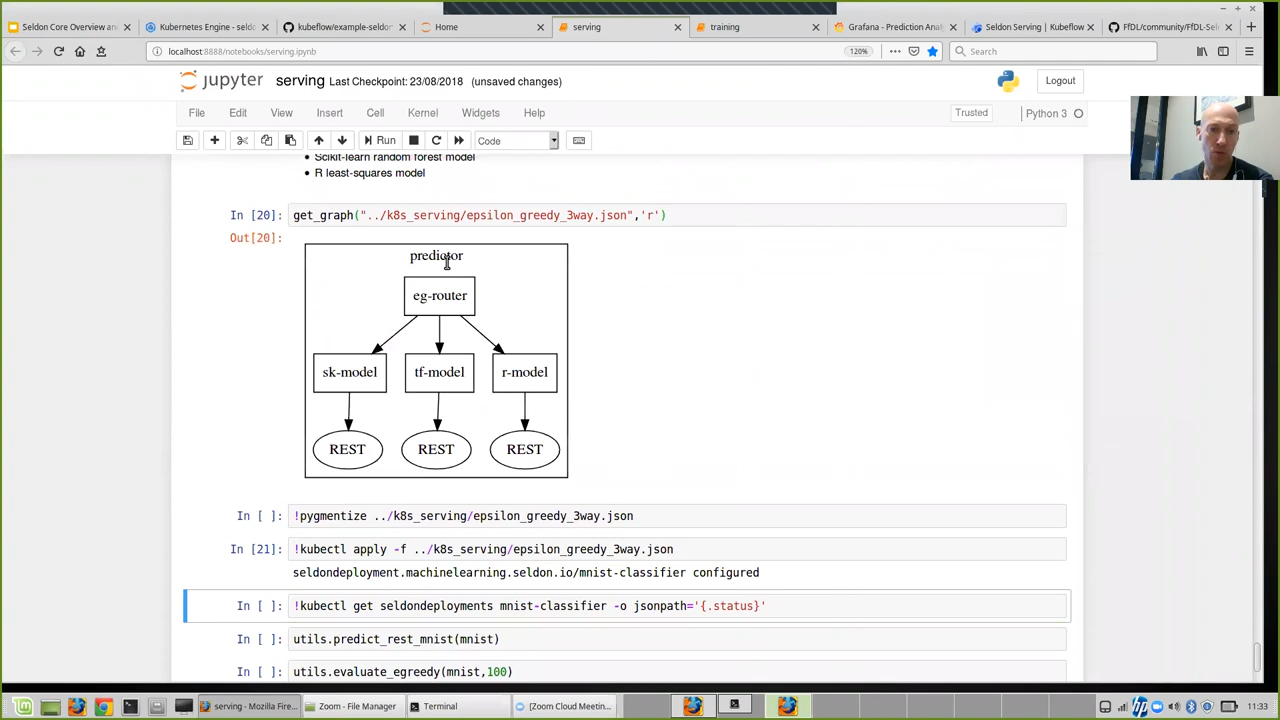 Seldon Core Overview an
Kubernetes Engine - seldo
kubeflow/example-seldon
Home
serving
training
Grafana - Prediction Anal
Seldon Serving | Kubeflow
FfDL/community/FfDL-Sel
localhost:8888/notebooks/serving.ipynb
120%
Search
jupyter serving Last Checkpoint: 23/08/2018 (unsaved changes)
Logout
File Edit View Insert Cell Kernel Widgets Help
Trusted
Python 3
Run
Code
Scikit-learn random forest model
R least-squares model
In [20]: get_graph("../k8s_serving/epsilon_greedy_3way.json",'r')
Out[20]:
predictor
eg-router
sk-model tf-model r-model
REST REST REST
In [ ]: !pygmentize ../k8s_serving/epsilon_greedy_3way.json
In [21]: !kubectl apply -f ../k8s_serving/epsilon_greedy_3way.json
seldondeployment.machinelearning.seldon.io/mnist-classifier configured
In [ ]: !kubectl get seldondeployments mnist-classifier -o jsonpath='{.status}'
In [ ]: utils.predict_rest_mnist(mnist)
In [ ]: utils.evaluate_egreedy(mnist,100)
serving - Mozilla Fire...
Zoom - File Manager
Terminal
[Zoom Cloud Meetin...
11:33